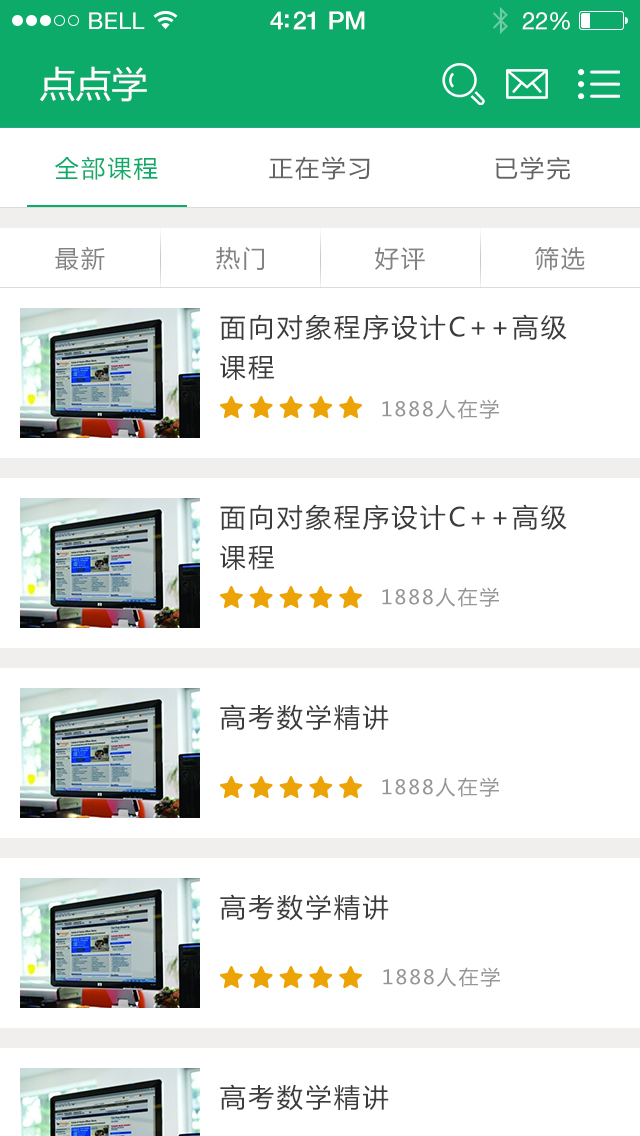 BELL 4:21 PM 22%
点点学
全部课程 正在学习 已学完
最新 热门 好评 筛选
面向对象程序设计C++高级
课程
1888人在学
面向对象程序设计C++高级
课程
1888人在学
高考数学精讲
1888人在学
高考数学精讲
1888人在学
高考数学精讲